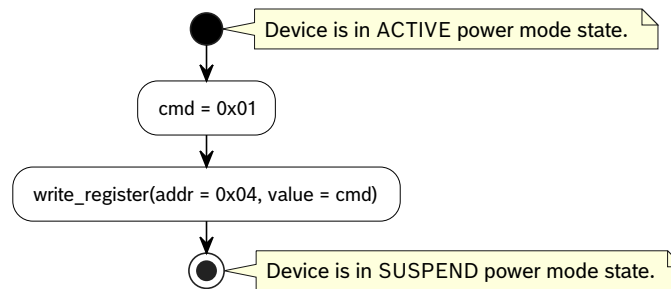 Device is in ACTIVE power mode state.
cmd = 0x01
write_register(addr = 0x04, value = cmd)
Device is in SUSPEND power mode state.